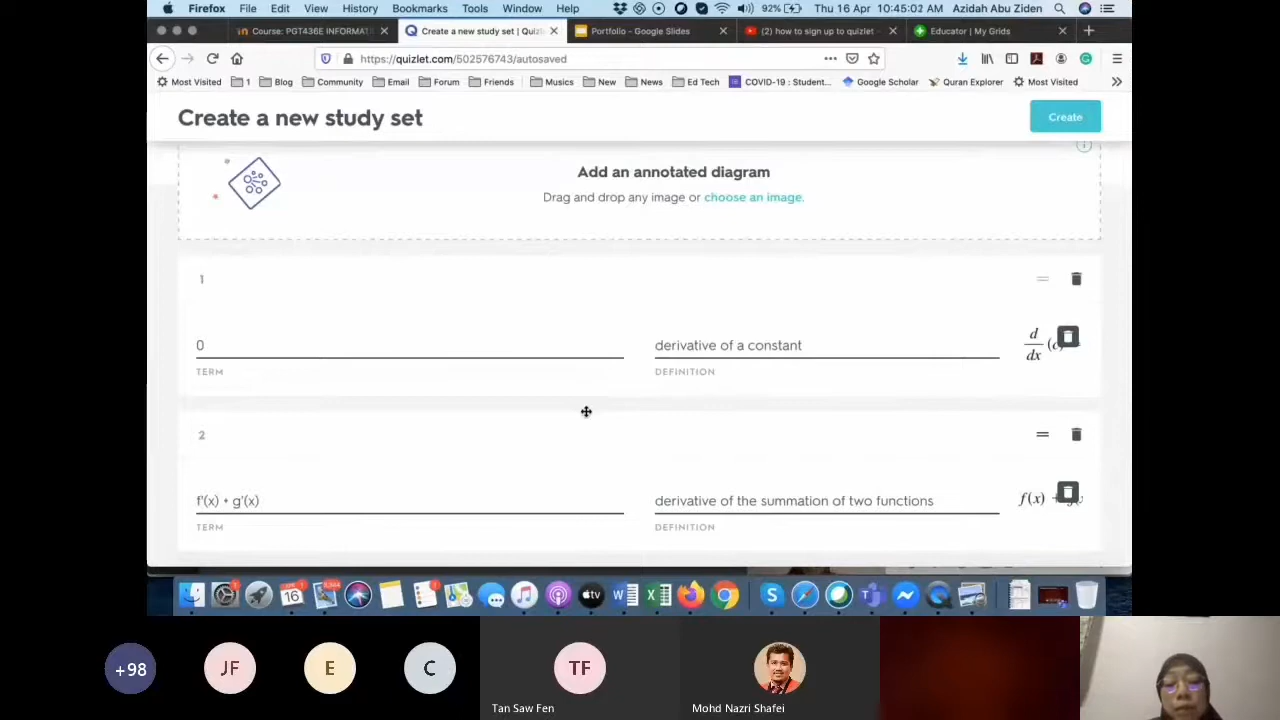 Firefox File Edit View History Bookmarks Tools Window Help 92% Thu 16 Apr 10:45:02 AM Azidah Abu Ziden
Course: PGT436E INFORMATI Create a new study set | Quizle Portfolio - Google Slides (2) how to sign up to quizlet - Educator | My Grids
https://quizlet.com/502576743/autosaved
Most Visited 1 Blog Community Email Forum Friends Musics New News Ed Tech COVID-19 : Student... Google Scholar Quran Explorer Most Visited
Create a new study set Create
Add an annotated diagram
Drag and drop any image or choose an image.
1
0 derivative of a constant d/dx (c)
TERM DEFINITION
2
f'(x) + g'(x) derivative of the summation of two functions f(x) +
TERM DEFINITION
16 tv
+98 JF E C TF
Tan Saw Fen Mohd Nazri Shafei